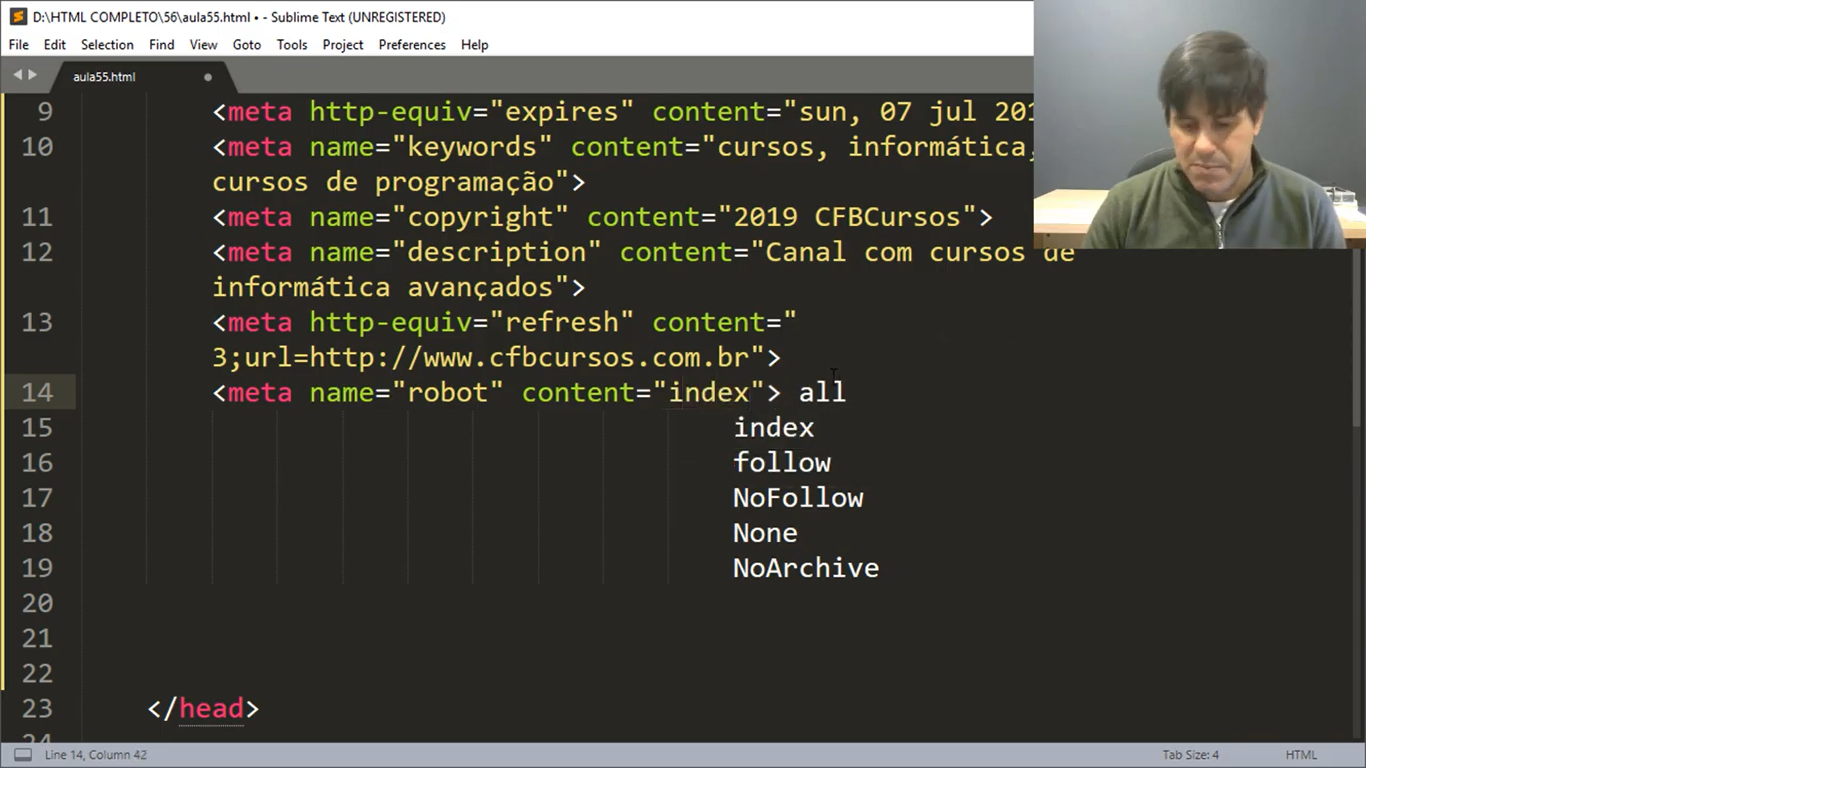 D:\HTML COMPLETO\56\aula55.html • - Sublime Text (UNREGISTERED)
File Edit Selection Find View Goto Tools Project Preferences Help
aula55.html
9 <meta http-equiv="expires" content="sun, 07 jul 201
10 <meta name="keywords" content="cursos, informática,
cursos de programação">
11 <meta name="copyright" content="2019 CFBCursos">
12 <meta name="description" content="Canal com cursos de
informática avançados">
13 <meta http-equiv="refresh" content="
3;url=http://www.cfbcursos.com.br">
14 <meta name="robot" content="index"> all
15 index
16 follow
17 NoFollow
18 None
19 NoArchive
20
21
22
23 </head>
24
Line 14, Column 42 Tab Size: 4 HTML